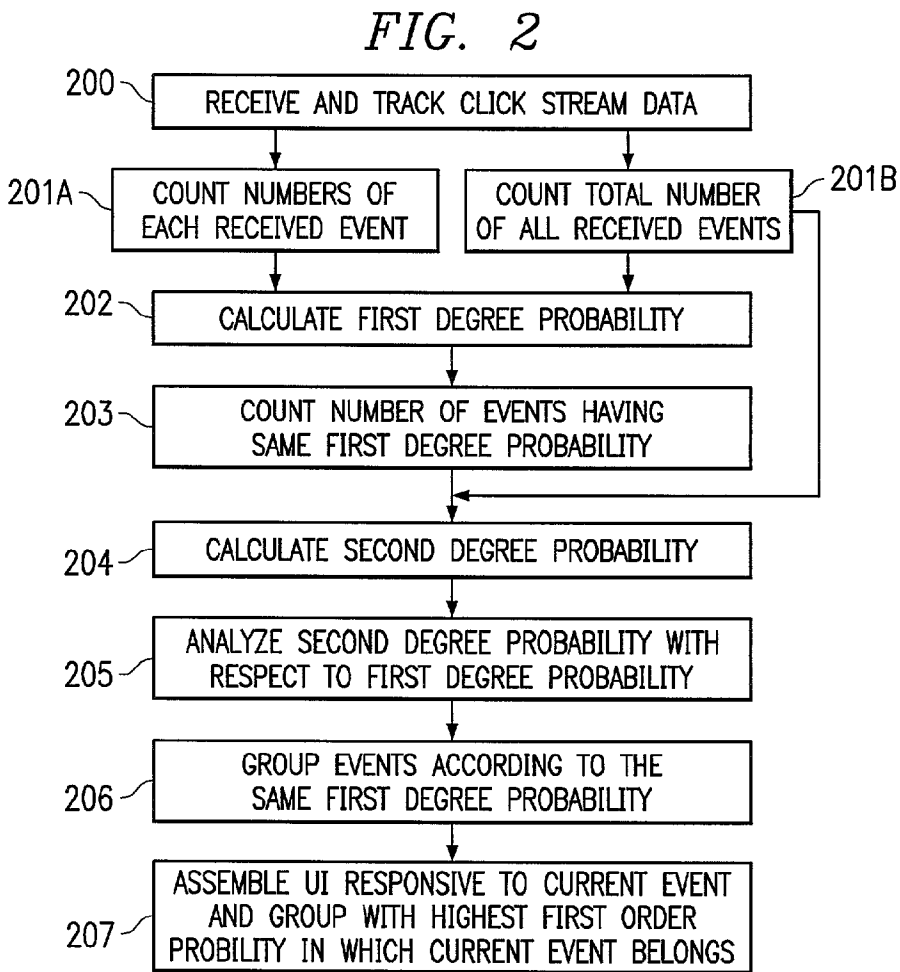 FIG. 2
200
RECEIVE AND TRACK CLICK STREAM DATA
201A
COUNT NUMBERS OF
EACH RECEIVED EVENT
COUNT TOTAL NUMBER
OF ALL RECEIVED EVENTS
201B
202
CALCULATE FIRST DEGREE PROBABILITY
203
COUNT NUMBER OF EVENTS HAVING
SAME FIRST DEGREE PROBABILITY
204
CALCULATE SECOND DEGREE PROBABILITY
205
ANALYZE SECOND DEGREE PROBABILITY WITH
RESPECT TO FIRST DEGREE PROBABILITY
206
GROUP EVENTS ACCORDING TO THE
SAME FIRST DEGREE PROBABILITY
207
ASSEMBLE UI RESPONSIVE TO CURRENT EVENT
AND GROUP WITH HIGHEST FIRST ORDER
PROBILITY IN WHICH CURRENT EVENT BELONGS